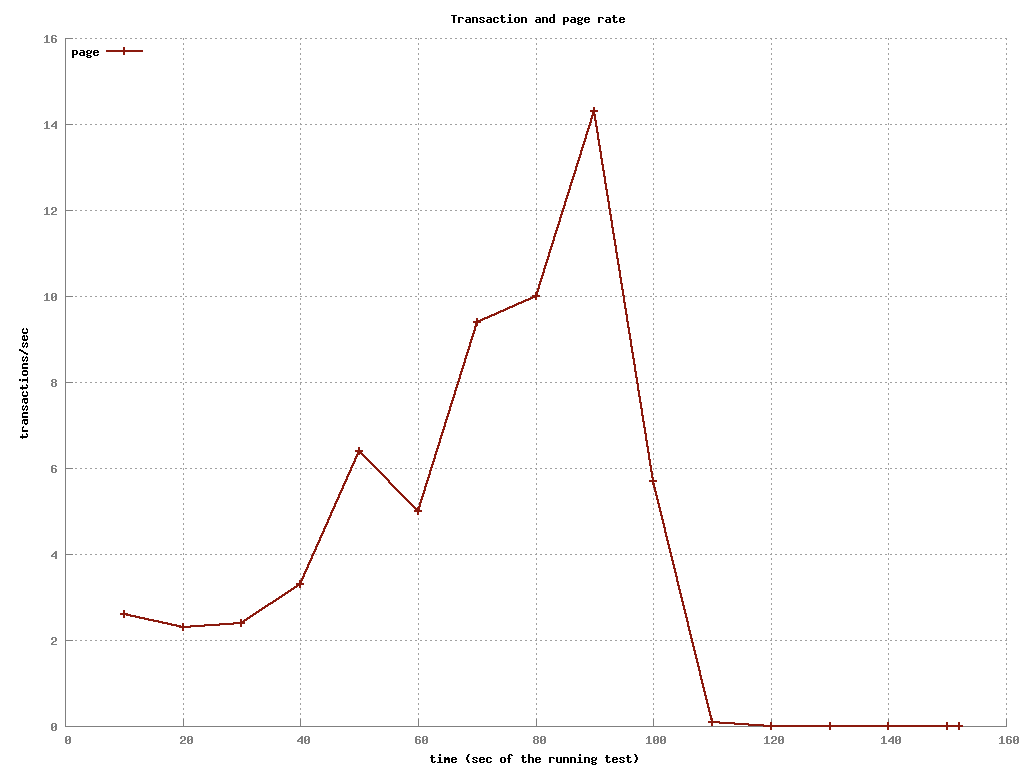 Transaction and page rate
16
page
14
12
10
8
6
4
2
0
transactions/sec
0 20 40 60 80 100 120 140 160
time (sec of the running test)